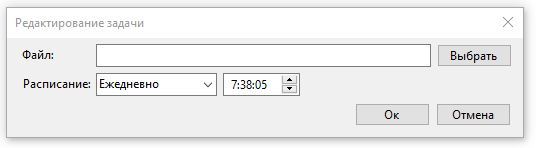 Редактирование задачи
Файл: Выбрать
Расписание: Ежедневно 7:38:05
Ок Отмена